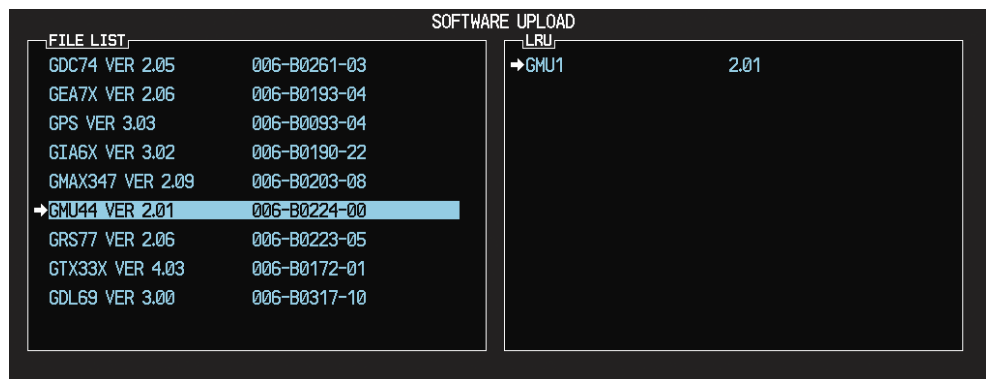 SOFTWARE UPLOAD
FILE LIST
GDC74 VER 2.05 006-B0261-03
GEA7X VER 2.06 006-B0193-04
GPS VER 3.03 006-B0093-04
GIA6X VER 3.02 006-B0190-22
GMAX347 VER 2.09 006-B0203-08
GMU44 VER 2.01 006-B0224-00
GRS77 VER 2.06 006-B0223-05
GTX33X VER 4.03 006-B0172-01
GDL69 VER 3.00 006-B0317-10
LRU
GMU1 2.01